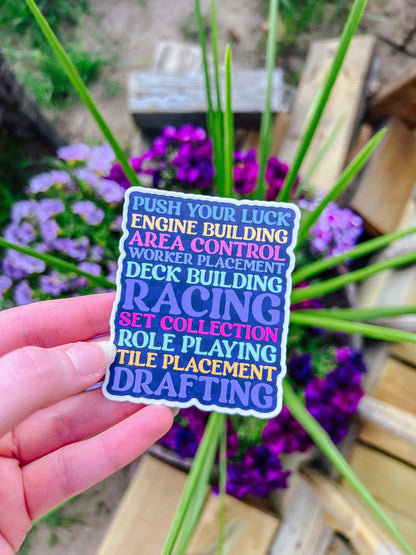 PUSH YOUR LUCK
ENGINE BUILDING
AREA CONTROL
WORKER PLACEMENT
DECK BUILDING
RACING
SET COLLECTION
ROLE PLAYING
TILE PLACEMENT
DRAFTING